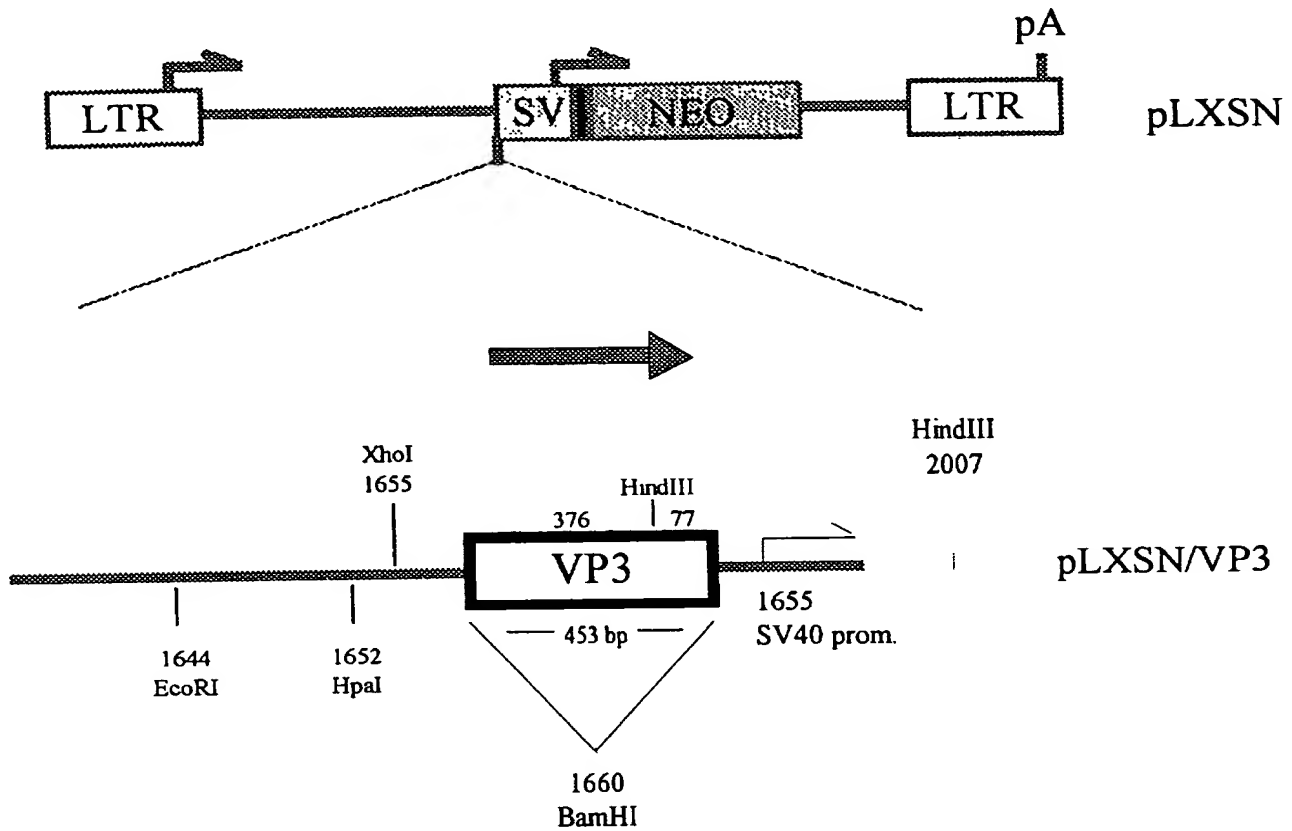 pA
LTR
SV
NEO
LTR
pLXSN
HindIII
2007
XhoI
1655
HindIII
376
77
VP3
pLXSN/VP3
453 bp
1655
SV40 prom.
1644
EcoRI
1652
HpaI
1660
BamHI